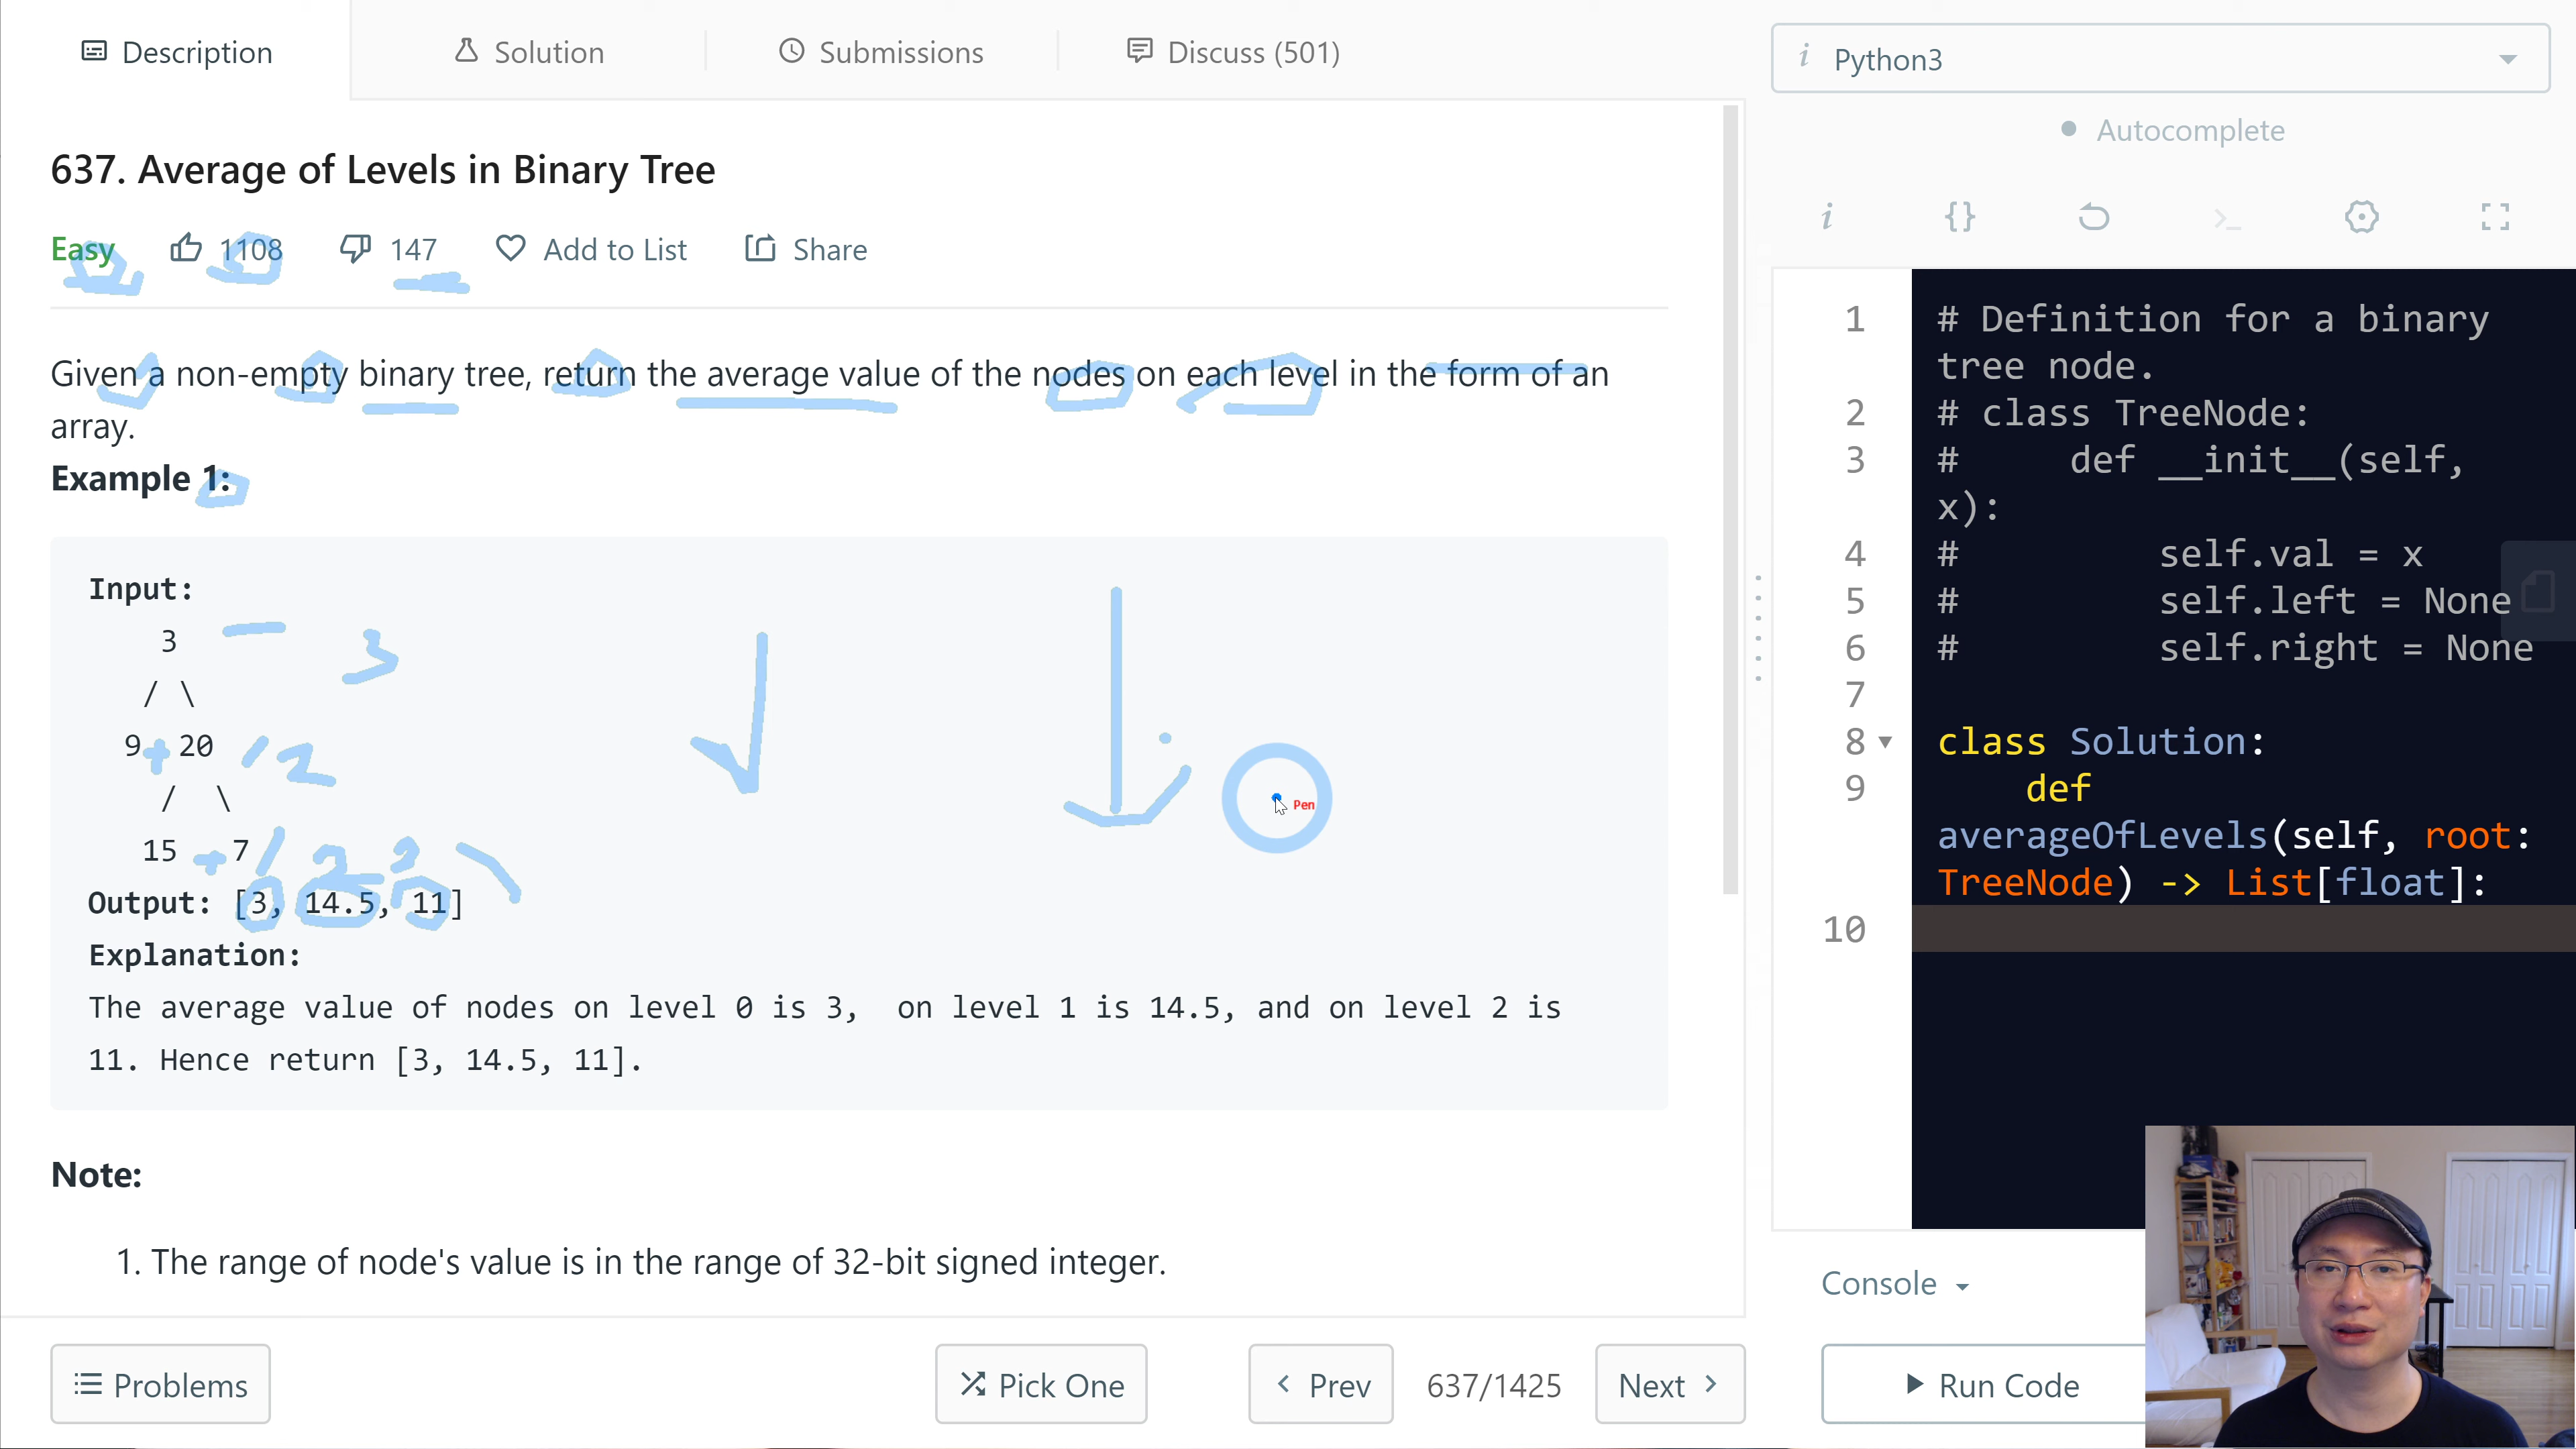 Description
Solution
Submissions
Discuss (501)
637. Average of Levels in Binary Tree
Easy 1108 147 Add to List Share
Given a non-empty binary tree, return the average value of the nodes on each level in the form of an
array.
Example 1:
Input:
3
3
/ \
9 + 20 / 2
/ \
15 + 7 / 2 2
Output: [3, 14.5, 11]
Explanation:
The average value of nodes on level 0 is 3,  on level 1 is 14.5, and on level 2 is
11. Hence return [3, 14.5, 11].
Pen
Note:
1. The range of node's value is in the range of 32-bit signed integer.
Problems
Pick One
Prev
637/1425
Next
i Python3
Autocomplete
i {} >_
1 # Definition for a binary
tree node.
2 # class TreeNode:
3 #     def __init__(self,
x):
4 #         self.val = x
5 #         self.left = None
6 #         self.right = None
7
8 class Solution:
9     def
averageOfLevels(self, root:
TreeNode) -> List[float]:
10
Console
Run Code